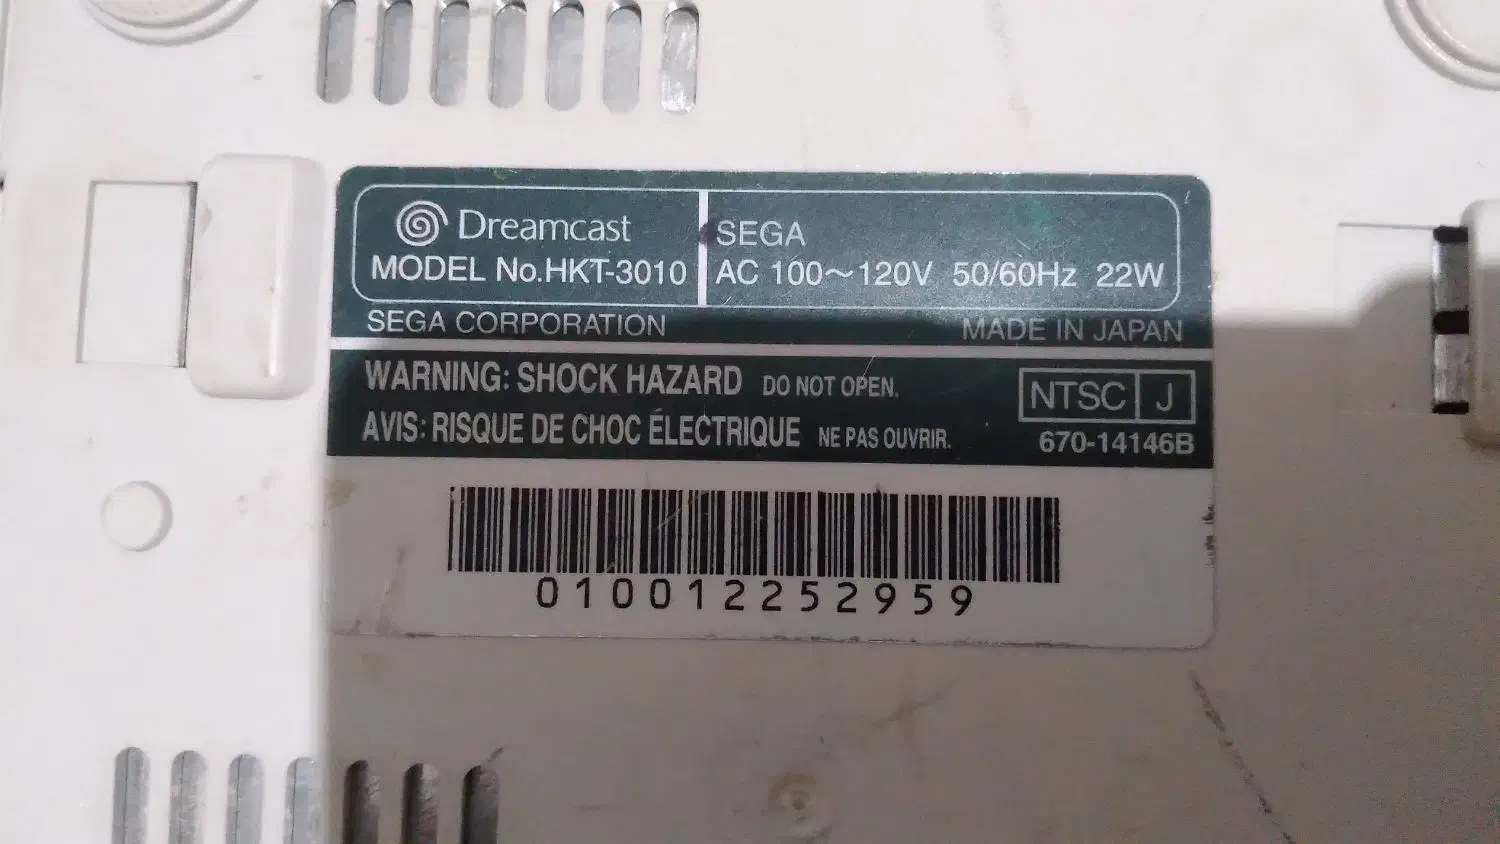 Dreamcast
MODEL No.HKT-3010
SEGA
AC 100～120V 50/60Hz 22W
SEGA CORPORATION
MADE IN JAPAN
WARNING: SHOCK HAZARD DO NOT OPEN.
AVIS: RISQUE DE CHOC ÉLECTRIQUE NE PAS OUVRIR.
NTSC J
670-14146B
010012252959